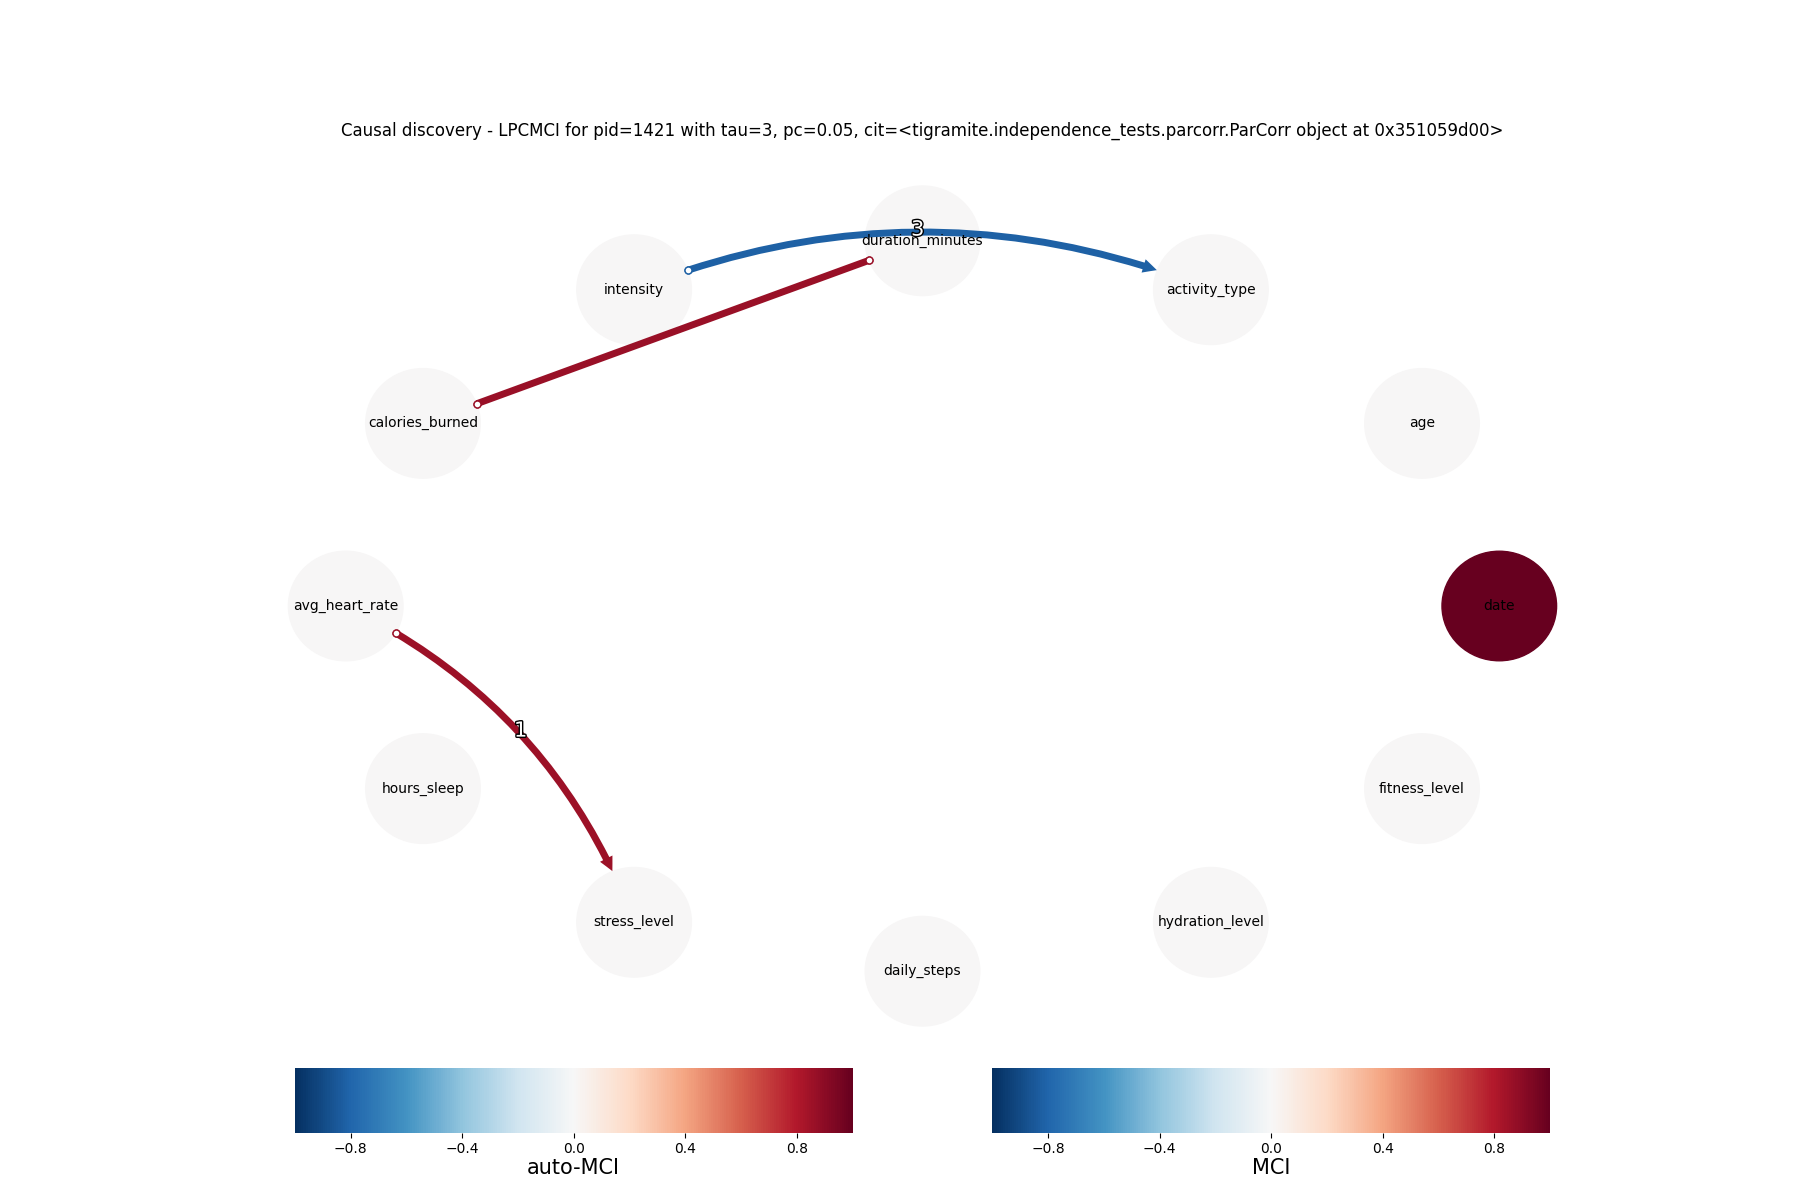 Causal discovery - LPCMCI for pid=1421 with tau=3, pc=0.05, cit=<tigramite.independence_tests.parcorr.ParCorr object at 0x351059d00>
3
duration_minutes
intensity
activity_type
calories_burned
age
avg_heart_rate
date
1
hours_sleep
fitness_level
stress_level
hydration_level
daily_steps
−0.8 −0.4 0.0 0.4 0.8
auto-MCI
−0.8 −0.4 0.0 0.4 0.8
MCI